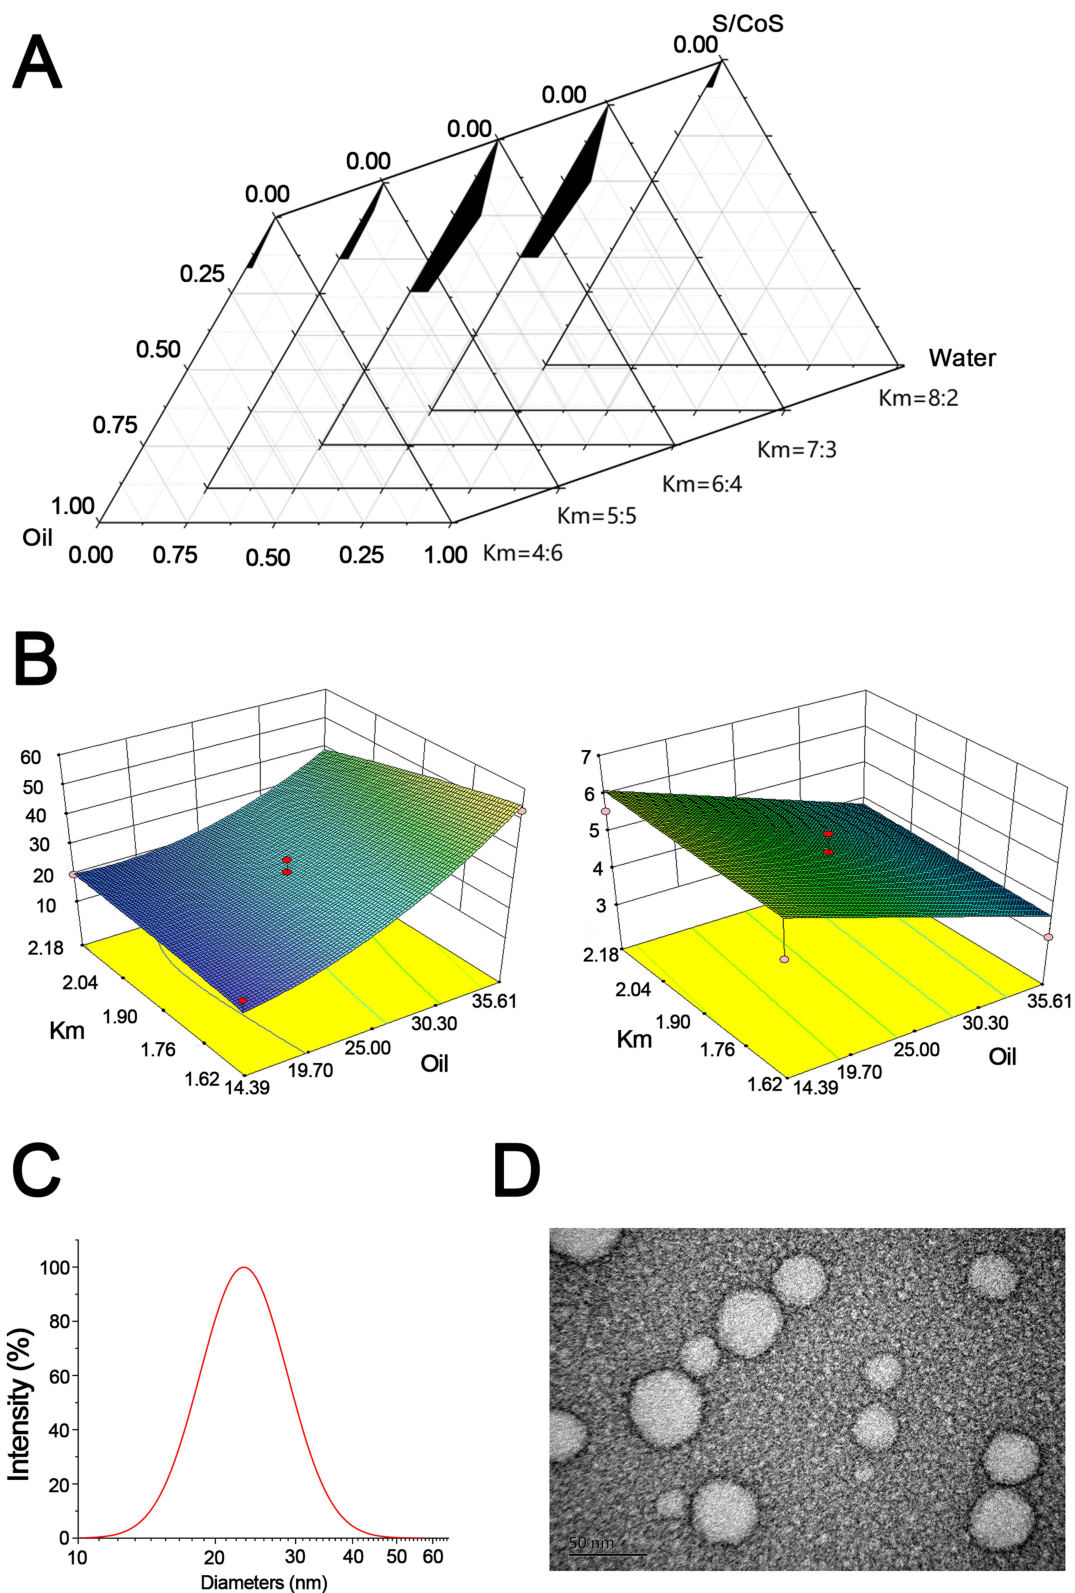 A
S/CoS
0.00
0.00
0.00
0.00
0.00
0.25
0.50
0.75
1.00
Oil
0.00 0.75 0.50 0.25 1.00
Water
Km=8:2
Km=7:3
Km=6:4
Km=5:5
Km=4:6
B
60
50
40
30
20
10
2.18
2.04
1.90
1.76
1.62
Km
14.39
19.70
25.00
30.30
35.61
Oil
7
6
5
4
3
2.18
2.04
1.90
1.76
1.62
Km
14.39
19.70
25.00
30.30
35.61
Oil
C
Intensity (%)
100
80
60
40
20
0
10 20 30 40 50 60
Diameters (nm)
D
50 nm